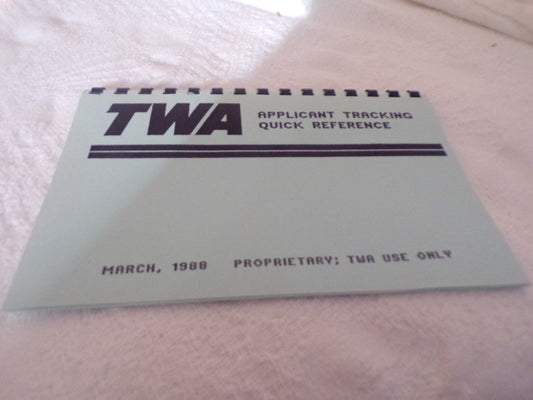 TWA
APPLICANT TRACKING
QUICK REFERENCE
MARCH, 1988 PROPRIETARY; TWA USE ONLY